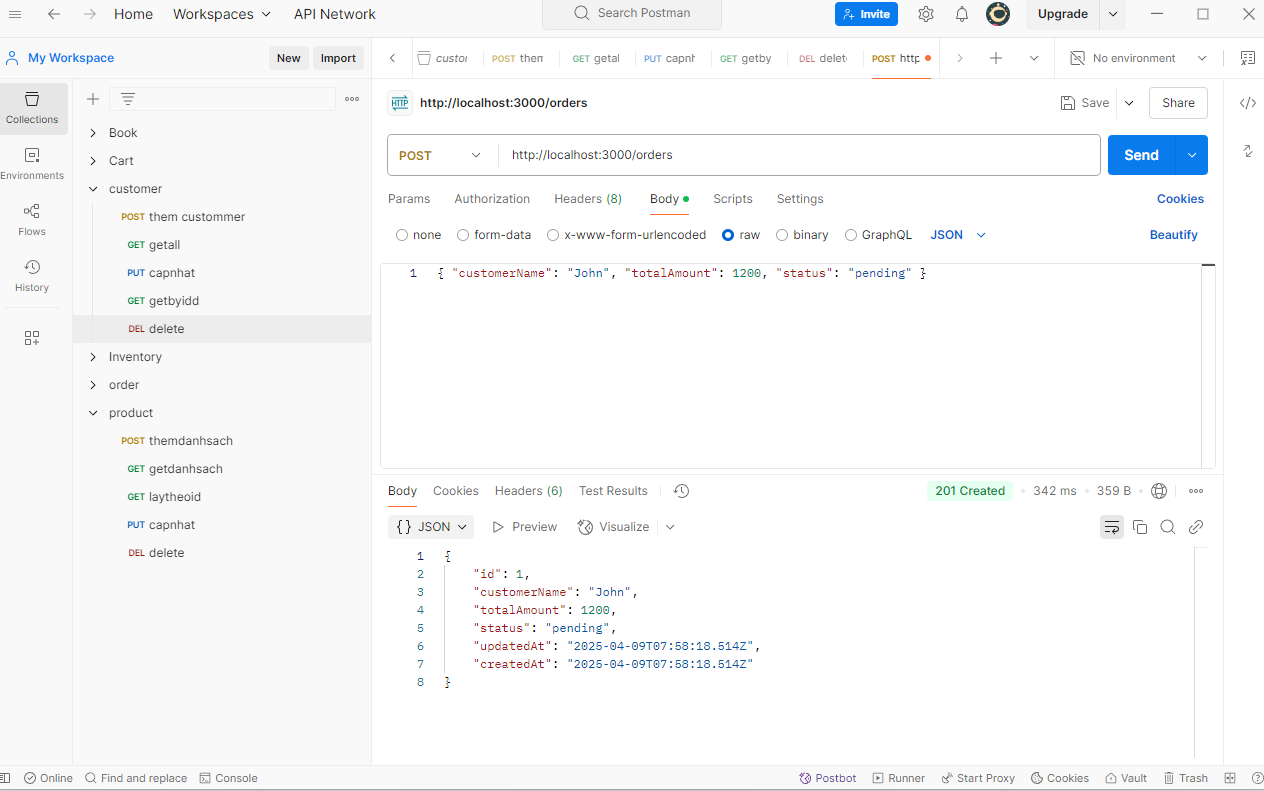 Home Workspaces API Network Search Postman Invite Upgrade
My Workspace New Import
custor POST them GET getal PUT capnh GET getby DEL delete POST http No environment
Collections
Environments
Flows
History
Book
Cart
customer
POST them custommer
GET getall
PUT capnhat
GET getbyidd
DEL delete
Inventory
order
product
POST themdanhsach
GET getdanhsach
GET laytheoid
PUT capnhat
DEL delete
HTTP http://localhost:3000/orders Save Share
POST http://localhost:3000/orders Send
Params Authorization Headers (8) Body Scripts Settings Cookies
none form-data x-www-form-urlencoded raw binary GraphQL JSON Beautify
1 { "customerName": "John", "totalAmount": 1200, "status": "pending" }
Body Cookies Headers (6) Test Results 201 Created 342 ms 359 B
{} JSON Preview Visualize
1 {
2 "id": 1,
3 "customerName": "John",
4 "totalAmount": 1200,
5 "status": "pending",
6 "updatedAt": "2025-04-09T07:58:18.514Z",
7 "createdAt": "2025-04-09T07:58:18.514Z"
8 }
Online Find and replace Console Postbot Runner Start Proxy Cookies Vault Trash